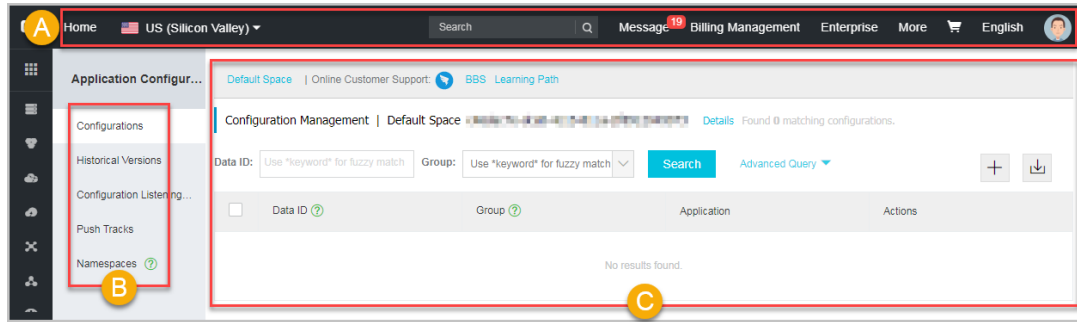 A Home US (Silicon Valley) Search Message 19 Billing Management Enterprise More English
Application Configur...
Default Space | Online Customer Support: BBS Learning Path
Configurations
Configuration Management | Default Space Details Found 0 matching configurations.
Historical Versions
Data ID: Use "keyword" for fuzzy match Group: Use "keyword" for fuzzy match Search Advanced Query
Configuration Listening...
Data ID ? Group ? Application Actions
Push Tracks
Namespaces ?
No results found.
B
C